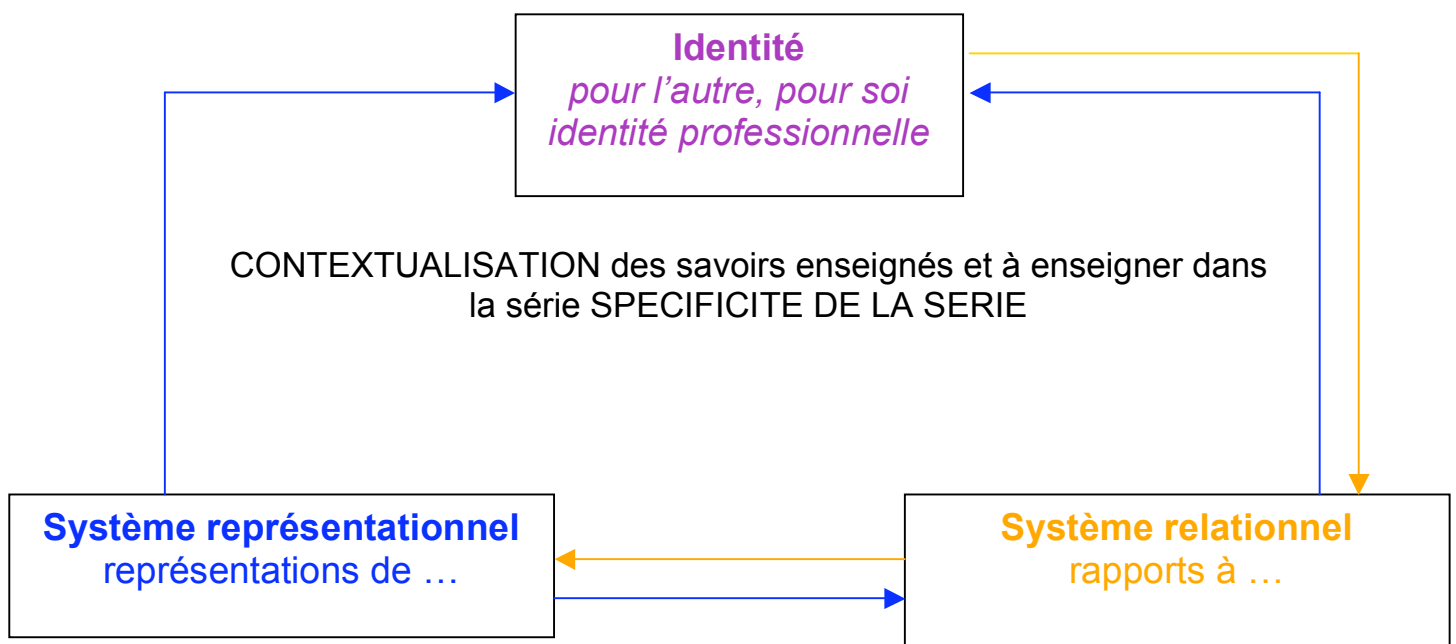 Identité
pour l’autre, pour soi
identité professionnelle
CONTEXTUALISATION des savoirs enseignés et à enseigner dans
la série SPECIFICITE DE LA SERIE
Système représentationnel
représentations de …
Système relationnel
rapports à …